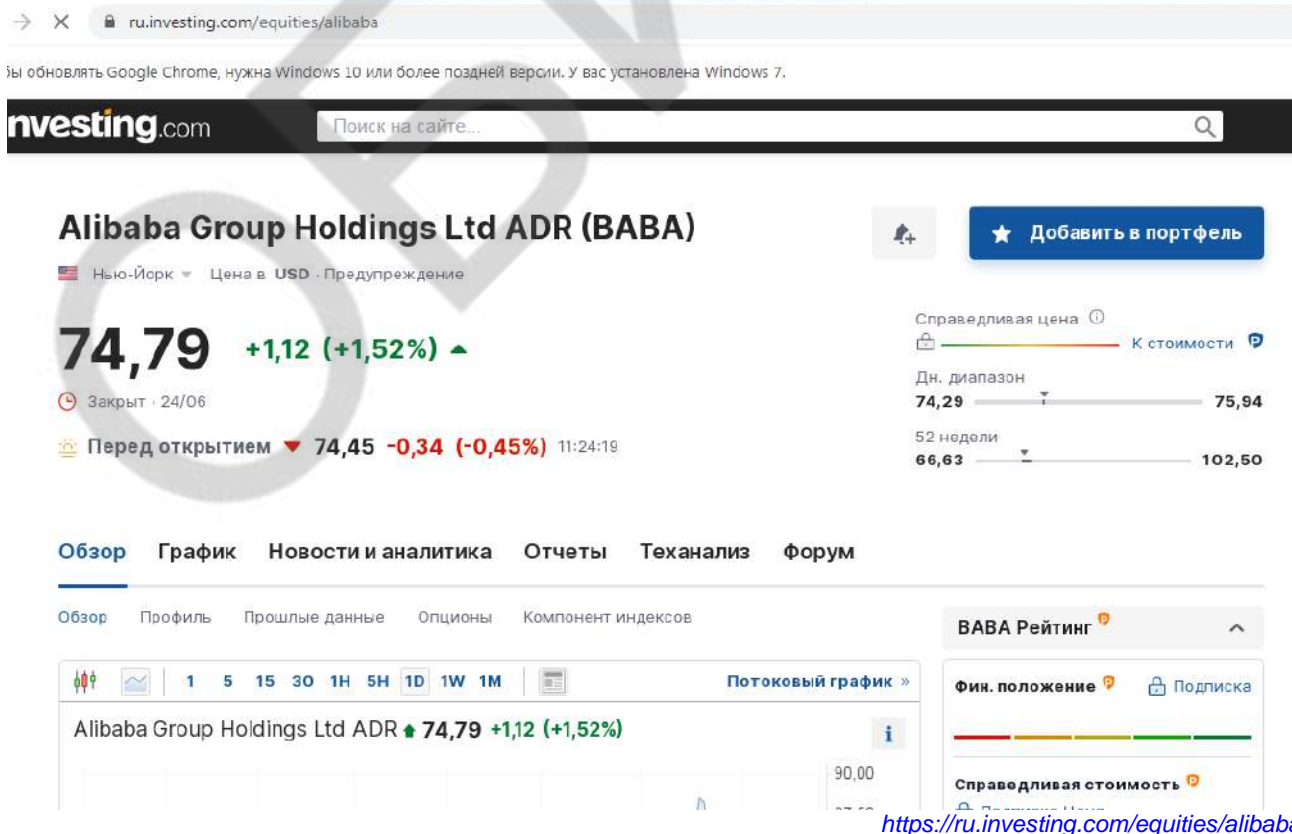 ru.investing.com/equities/alibaba
бы обновлять Google Chrome, нужна Windows 10 или более поздней версии. У вас установлена Windows 7.
nvesting.com Поиск на сайте...
Alibaba Group Holdings Ltd ADR (BABA)
Добавить в портфель
Нью-Йорк Цена в USD · Предупреждение
Справедливая цена
74,79 +1,12 (+1,52%)
К стоимости
Дн. диапазон
Закрыт · 24/06
74,29 75,94
52 недели
Перед открытием 74,45 -0,34 (-0,45%) 11:24:19
66,63 102,50
Обзор График Новости и аналитика Отчеты Теханализ Форум
Обзор Профиль Прошлые данные Опционы Компонент индексов
BABA Рейтинг
1 5 15 30 1H 5H 1D 1W 1M Потоковый график »
Фин. положение Подписка
Alibaba Group Holdings Ltd ADR 74,79 +1,12 (+1,52%)
90,00
Справедливая стоимость
https://ru.investing.com/equities/alibaba